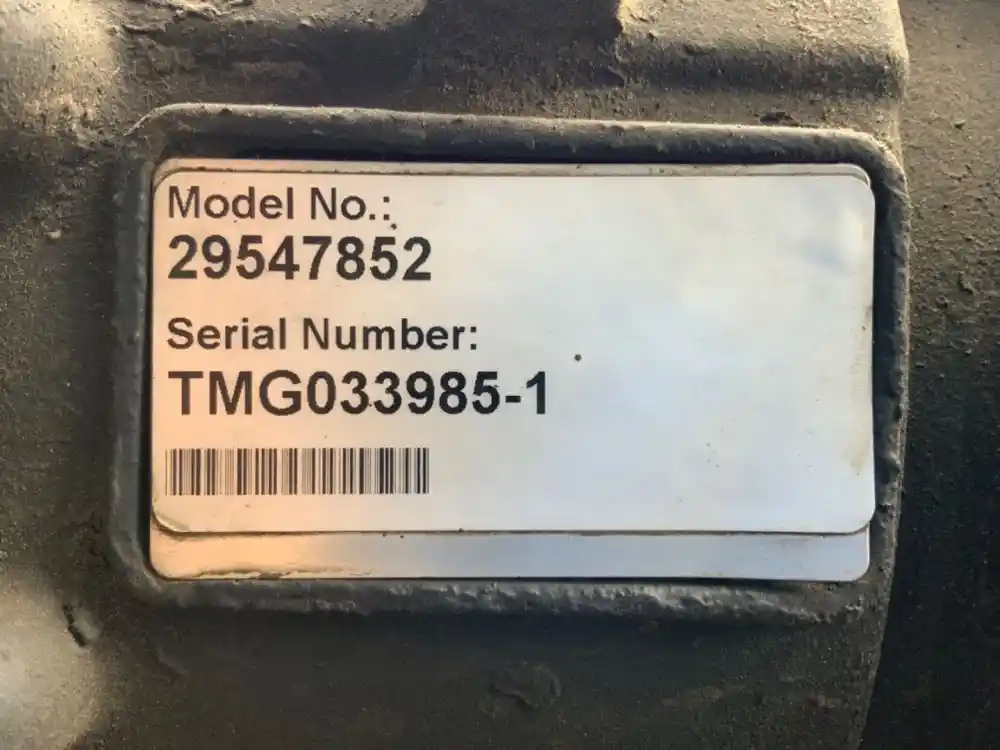 Model No.:
29547852
Serial Number:
TMG033985-1